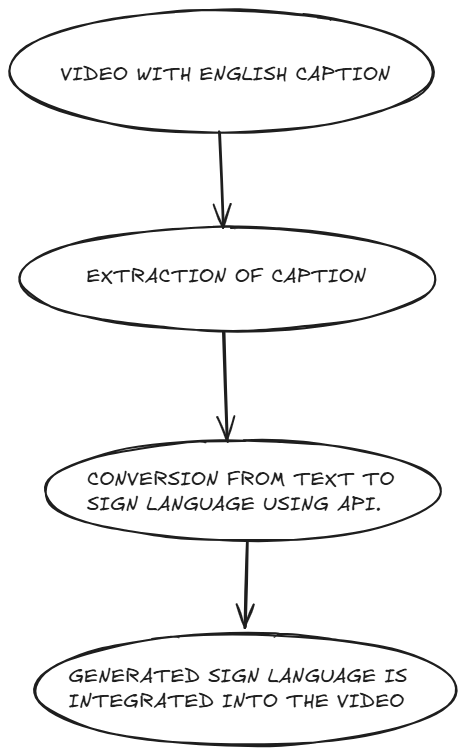 VIDEO WITH ENGLISH CAPTION
EXTRACTION OF CAPTION
CONVERSION FROM TEXT TO
SIGN LANGUAGE USING API.
GENERATED SIGN LANGUAGE IS
INTEGRATED INTO THE VIDEO